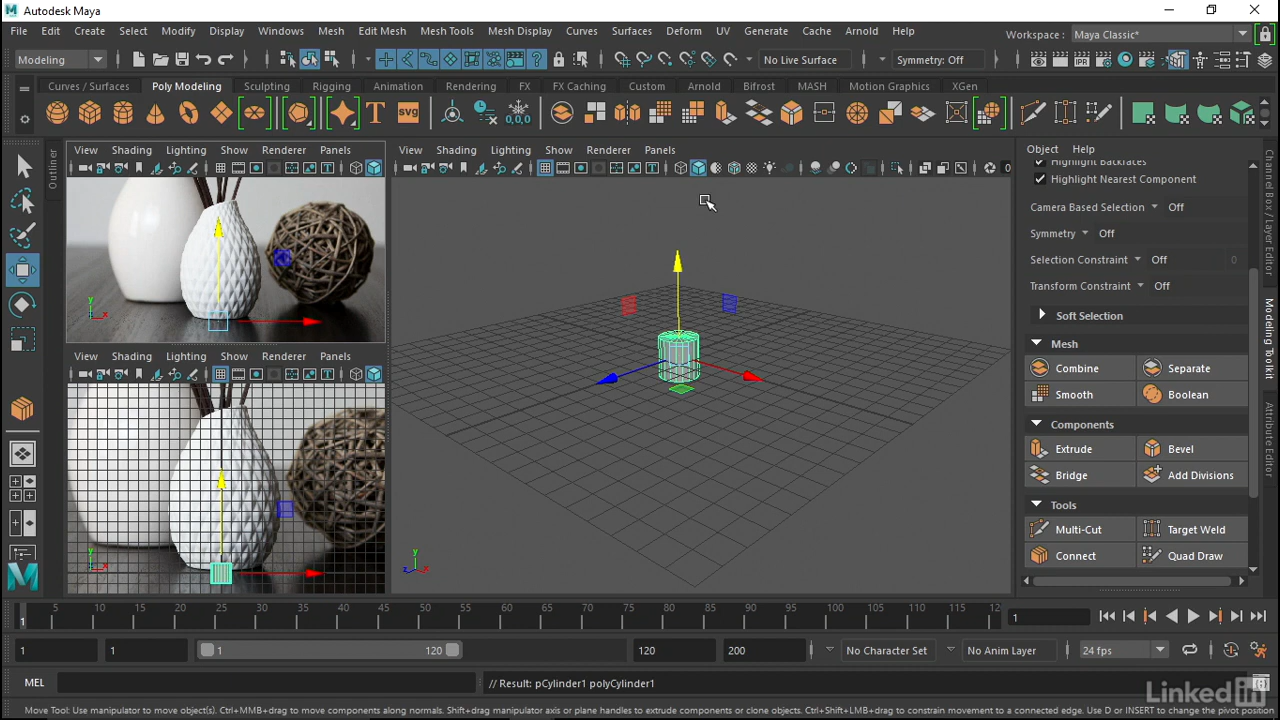 Autodesk Maya
File Edit Create Select Modify Display Windows Mesh Edit Mesh Mesh Tools Mesh Display Curves Surfaces Deform UV Generate Cache Arnold Help Workspace : Maya Classic*
Modeling No Live Surface Symmetry: Off
Curves / Surfaces Poly Modeling Sculpting Rigging Animation Rendering FX FX Caching Custom Arnold Bifrost MASH Motion Graphics XGen
T SVG 0,0,0
View Shading Lighting Show Renderer Panels
View Shading Lighting Show Renderer Panels
Object Help
Outliner
0
Highlight Backfaces
Highlight Nearest Component
Camera Based Selection Off
Symmetry Off
Selection Constraint Off 0
Transform Constraint Off
Soft Selection
Mesh
Combine Separate
Smooth Boolean
Components
Extrude Bevel
Bridge Add Divisions
Tools
Multi-Cut Target Weld
Connect Quad Draw
Channel Box / Layer Editor
Modeling Toolkit
Attribute Editor
y x
View Shading Lighting Show Renderer Panels
y x
y z x
1 5 10 15 20 25 30 35 40 45 50 55 60 65 70 75 80 85 90 95 100 105 110 115 120 1
1 1 1 120 120 200 No Character Set No Anim Layer 24 fps
MEL // Result: pCylinder1 polyCylinder1
Move Tool: Use manipulator to move object(s). Ctrl+MMB+drag to move components along normals. Shift+drag manipulator axis or plane handles to extrude components or clone objects. Ctrl+Shift+LMB+drag to constrain movement to a connected edge. Use D or INSERT to change the pivot position
LinkedIn